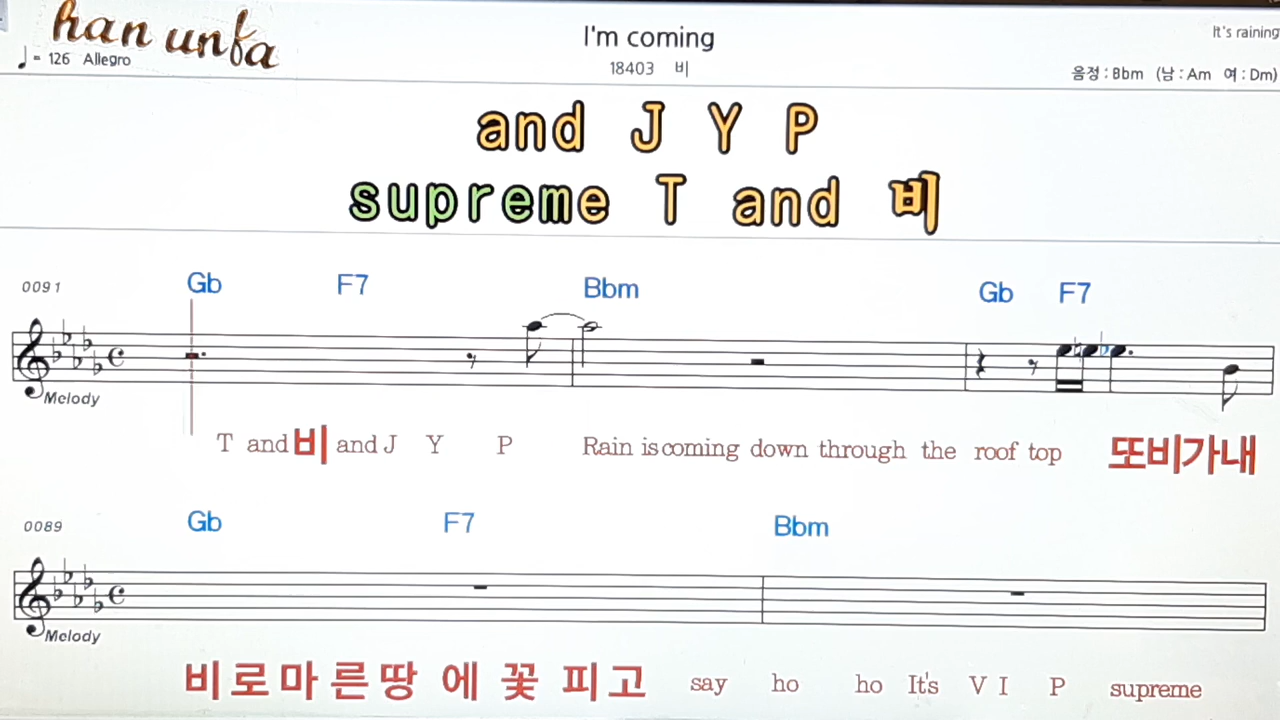 han unfa
I'm coming
It's raining
♩= 126 Allegro
18403 비
음정 : Bbm (남 : Am 여 : Dm)
and J Y P
supreme T and 비
0091
Gb F7 Bbm Gb F7
Melody
T and 비 and J Y P Rain is coming down through the roof top 또비가내
0089
Gb F7 Bbm
Melody
비로마른땅에꽃피고 say ho ho It's V I P supreme